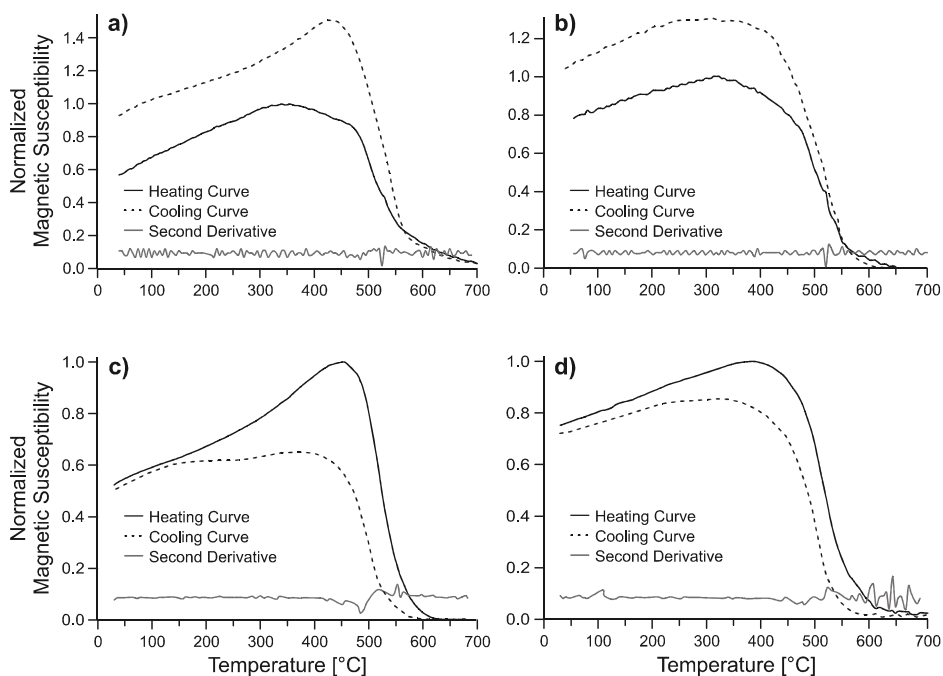 a)
Normalized
Magnetic Susceptibility
1.4
1.2
1.0
0.8
0.6
0.4
0.2
0.0
Heating Curve
Cooling Curve
Second Derivative
0 100 200 300 400 500 600 700
b)
1.2
1.0
0.8
0.6
0.4
0.2
0.0
Heating Curve
Cooling Curve
Second Derivative
0 100 200 300 400 500 600 700
c)
Normalized
Magnetic Susceptibility
1.0
0.8
0.6
0.4
0.2
0.0
Heating Curve
Cooling Curve
Second Derivative
0 100 200 300 400 500 600 700
Temperature [°C]
d)
1.0
0.8
0.6
0.4
0.2
0.0
Heating Curve
Cooling Curve
Second Derivative
0 100 200 300 400 500 600 700
Temperature [°C]